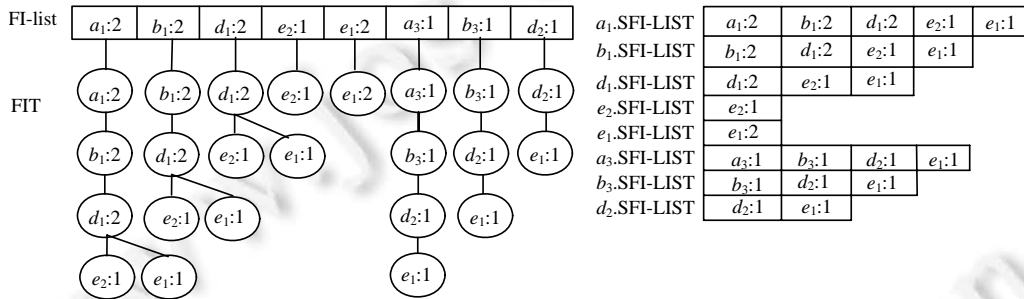 FI-list a₁:2 b₁:2 d₁:2 e₂:1 e₁:2 a₃:1 b₃:1 d₂:1
FIT a₁:2 b₁:2 d₁:2 e₂:1 e₁:2 a₃:1 b₃:1 d₂:1
b₁:2 d₁:2 e₂:1 e₁:1 b₃:1 d₂:1 e₁:1
d₁:2 e₂:1 e₁:1 d₂:1 e₁:1
e₂:1 e₁:1 e₁:1
a₁.SFI-LIST a₁:2 b₁:2 d₁:2 e₂:1 e₁:1
b₁.SFI-LIST b₁:2 d₁:2 e₂:1 e₁:1
d₁.SFI-LIST d₁:2 e₂:1 e₁:1
e₂.SFI-LIST e₂:1
e₁.SFI-LIST e₁:2
a₃.SFI-LIST a₃:1 b₃:1 d₂:1 e₁:1
b₃.SFI-LIST b₃:1 d₂:1 e₁:1
d₂.SFI-LIST d₂:1 e₁:1